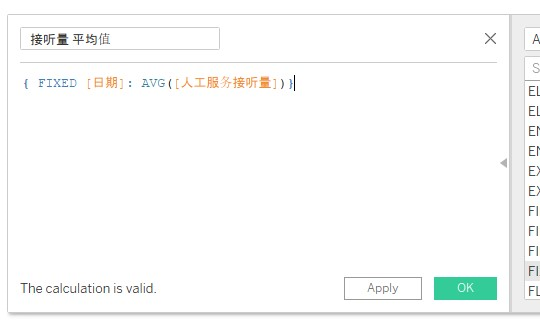 接听量 平均值
{ FIXED [日期]: AVG([人工服务接听量])}
The calculation is valid.
Apply
OK
A
S
EL
EL
EN
EN
EX
EX
FI
FI
FI
FI
FL